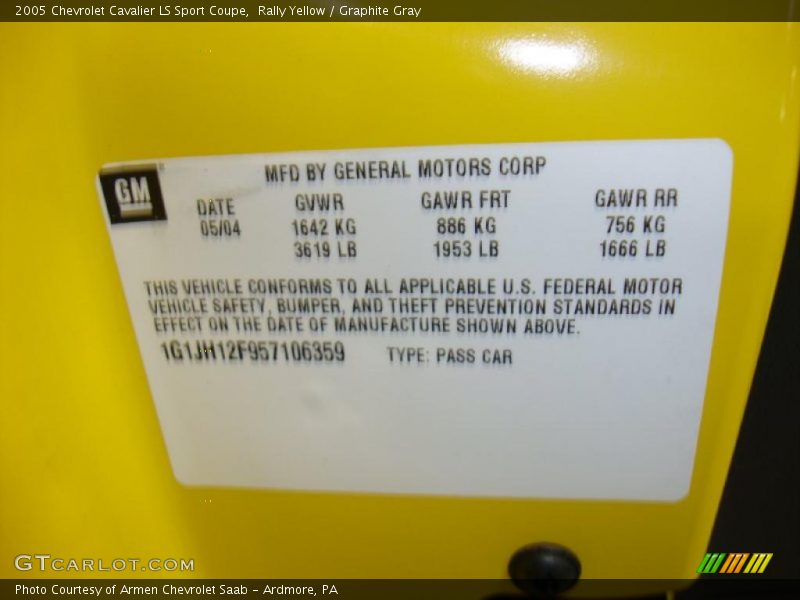 2005 Chevrolet Cavalier LS Sport Coupe,  Rally Yellow / Graphite Gray
MFD BY GENERAL MOTORS CORP
GM
DATE GVWR GAWR FRT GAWR RR
05/04 1642 KG 886 KG 756 KG
3619 LB 1953 LB 1666 LB
THIS VEHICLE CONFORMS TO ALL APPLICABLE U.S. FEDERAL MOTOR
VEHICLE SAFETY, BUMPER, AND THEFT PREVENTION STANDARDS IN
EFFECT ON THE DATE OF MANUFACTURE SHOWN ABOVE.
1G1JH12F957106359 TYPE: PASS CAR
GTCARLOT.COM
Photo Courtesy of Armen Chevrolet Saab - Ardmore, PA